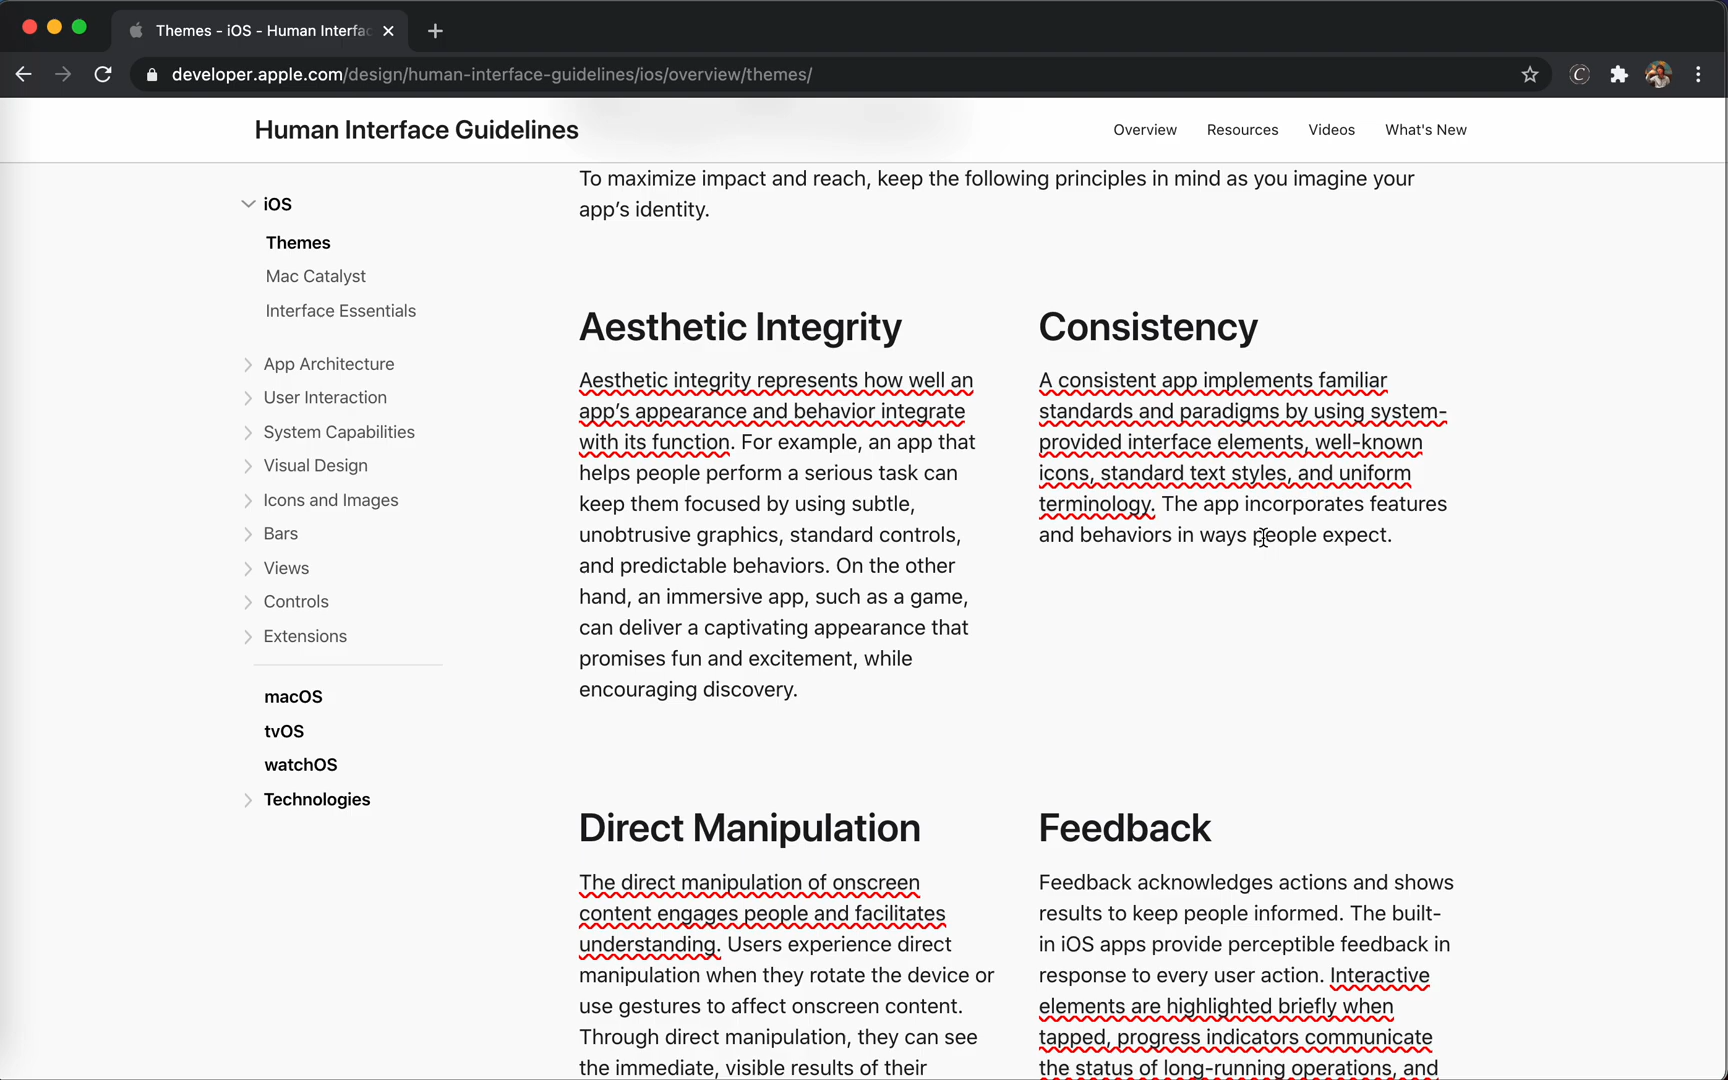 Themes - iOS - Human Interfac
developer.apple.com/design/human-interface-guidelines/ios/overview/themes/
Human Interface Guidelines
Overview
Resources
Videos
What's New
iOS
Themes
Mac Catalyst
Interface Essentials
App Architecture
User Interaction
System Capabilities
Visual Design
Icons and Images
Bars
Views
Controls
Extensions
macOS
tvOS
watchOS
Technologies
To maximize impact and reach, keep the following principles in mind as you imagine your
app’s identity.
Aesthetic Integrity
Aesthetic integrity represents how well an
app’s appearance and behavior integrate
with its function. For example, an app that
helps people perform a serious task can
keep them focused by using subtle,
unobtrusive graphics, standard controls,
and predictable behaviors. On the other
hand, an immersive app, such as a game,
can deliver a captivating appearance that
promises fun and excitement, while
encouraging discovery.
Consistency
A consistent app implements familiar
standards and paradigms by using system-
provided interface elements, well-known
icons, standard text styles, and uniform
terminology. The app incorporates features
and behaviors in ways people expect.
Direct Manipulation
The direct manipulation of onscreen
content engages people and facilitates
understanding. Users experience direct
manipulation when they rotate the device or
use gestures to affect onscreen content.
Through direct manipulation, they can see
the immediate, visible results of their
Feedback
Feedback acknowledges actions and shows
results to keep people informed. The built-
in iOS apps provide perceptible feedback in
response to every user action. Interactive
elements are highlighted briefly when
tapped, progress indicators communicate
the status of long-running operations, and